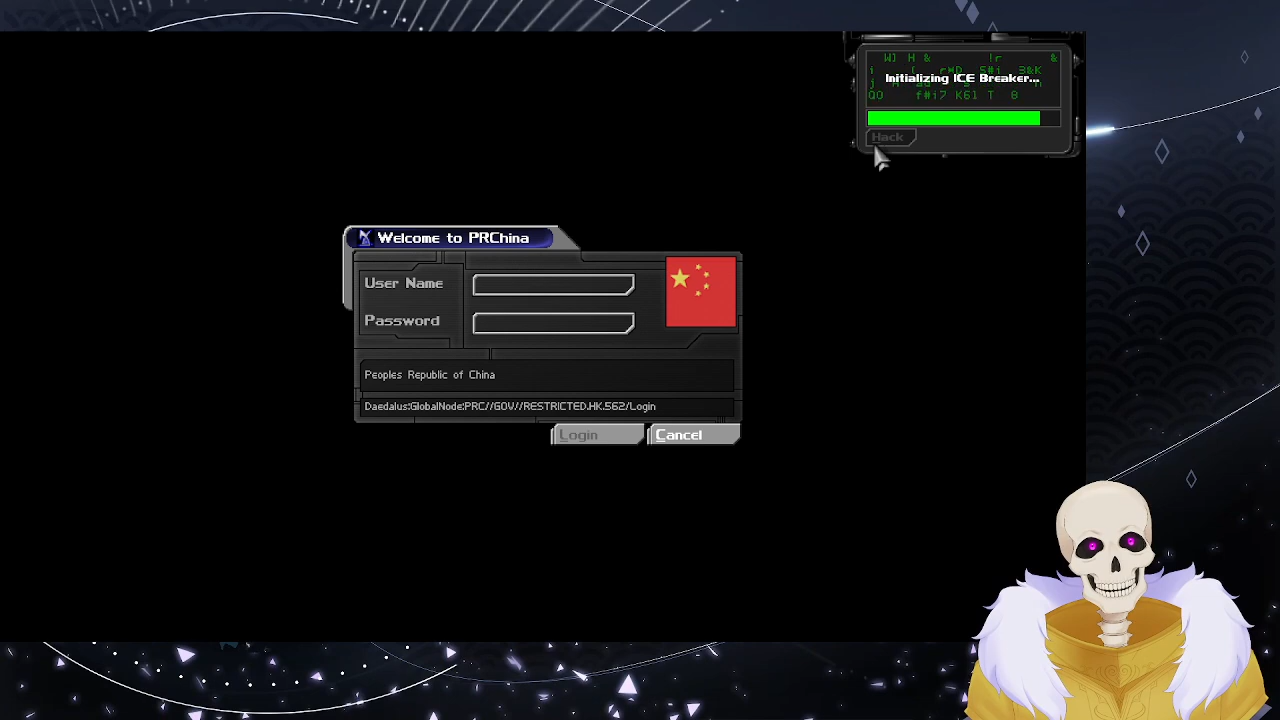 Initializing ICE Breaker...
Hack
Welcome to PRChina
User Name
Password
Peoples Republic of China
Daedalus:GlobalNode:PRC//GOV//RESTRICTED.HK.562/Login
Login
Cancel